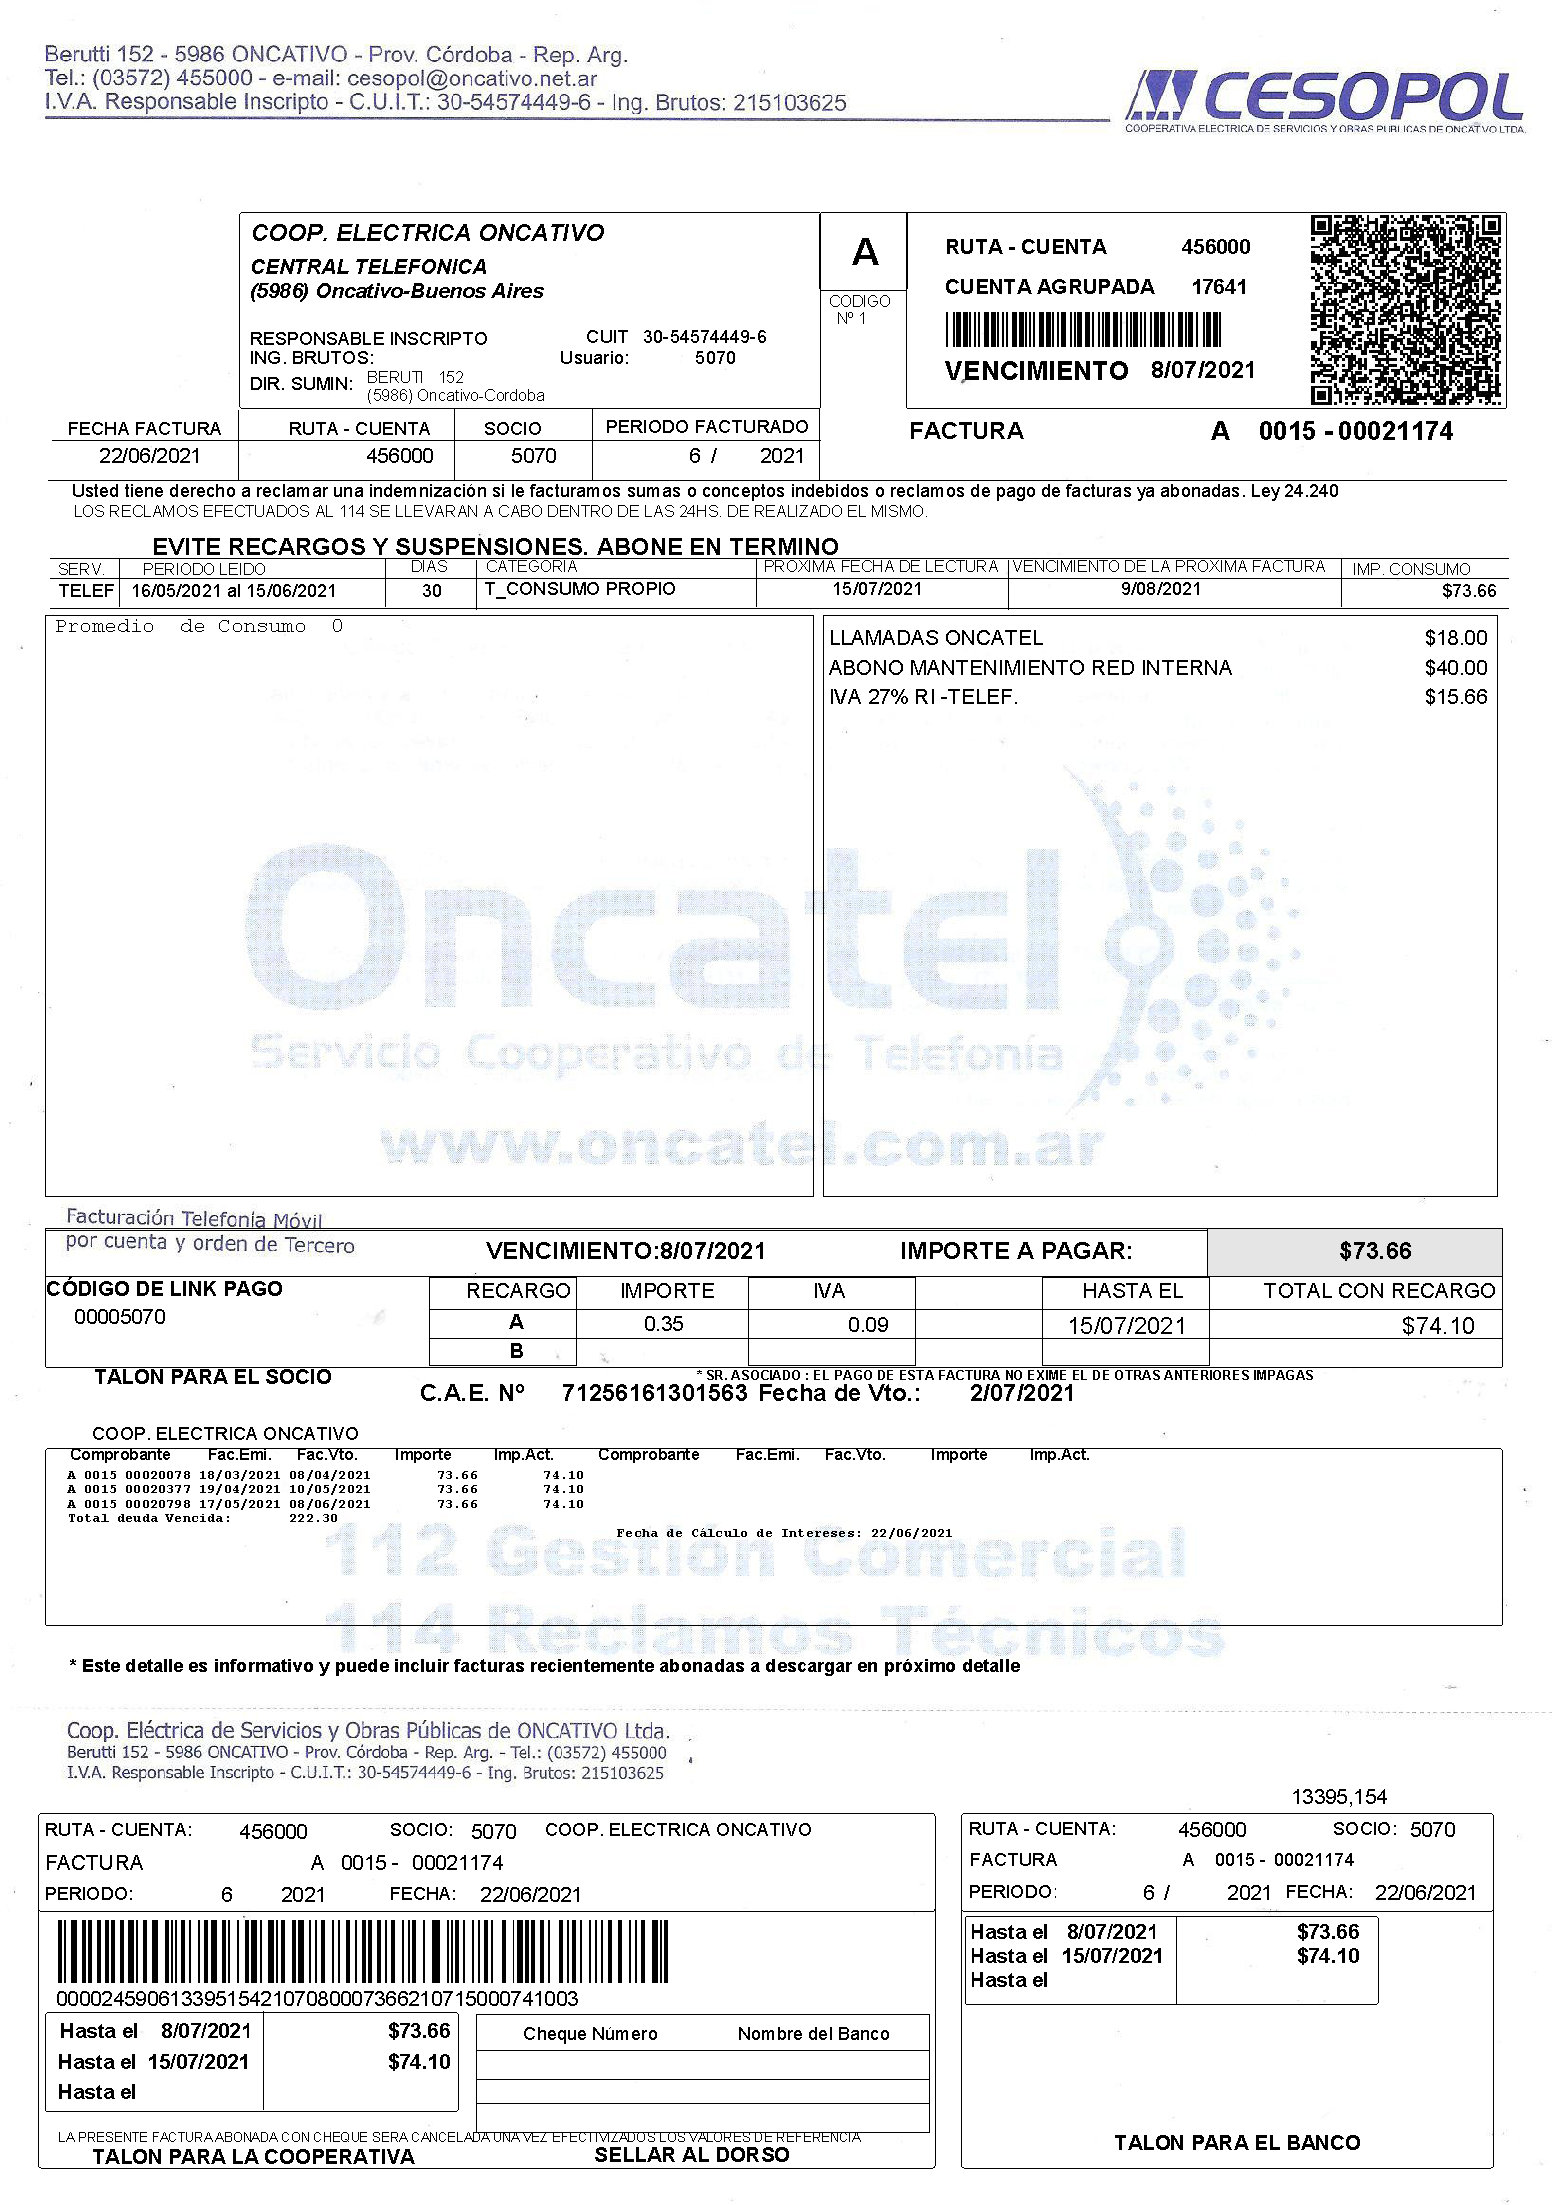 Berutti 152 - 5986 ONCATIVO - Prov. Córdoba - Rep. Arg.
Tel.: (03572) 455000 - e-mail: cesopol@oncativo.net.ar
I.V.A. Responsable Inscripto - C.U.I.T.: 30-54574449-6 - Ing. Brutos: 215103625
CESOPOL
COOPERATIVA ELECTRICA DE SERVICIOS Y OBRAS PUBLICAS DE ONCATIVO LTDA.
COOP. ELECTRICA ONCATIVO
CENTRAL TELEFONICA
(5986) Oncativo-Buenos Aires
RESPONSABLE INSCRIPTO CUIT 30-54574449-6
ING. BRUTOS: Usuario: 5070
DIR. SUMIN: BERUTI 152
(5986) Oncativo-Cordoba
A
CODIGO
Nº 1
RUTA - CUENTA 456000
CUENTA AGRUPADA 17641
VENCIMIENTO 8/07/2021
FACTURA A 0015 - 00021174
FECHA FACTURA RUTA - CUENTA SOCIO PERIODO FACTURADO
22/06/2021 456000 5070 6 / 2021
Usted tiene derecho a reclamar una indemnización si le facturamos sumas o conceptos indebidos o reclamos de pago de facturas ya abonadas. Ley 24.240
LOS RECLAMOS EFECTUADOS AL 114 SE LLEVARAN A CABO DENTRO DE LAS 24HS. DE REALIZADO EL MISMO.
EVITE RECARGOS Y SUSPENSIONES. ABONE EN TERMINO
SERV. PERIODO LEIDO DIAS CATEGORIA PROXIMA FECHA DE LECTURA VENCIMIENTO DE LA PROXIMA FACTURA IMP. CONSUMO
TELEF 16/05/2021 al 15/06/2021 30 T_CONSUMO PROPIO 15/07/2021 9/08/2021 $73.66
Promedio de Consumo 0
LLAMADAS ONCATEL $18.00
ABONO MANTENIMIENTO RED INTERNA $40.00
IVA 27% RI -TELEF. $15.66
Oncatel
Servicio Cooperativo de Telefonía
www.oncatel.com.ar
Facturación Telefonía Móvil
por cuenta y orden de Tercero
VENCIMIENTO:8/07/2021 IMPORTE A PAGAR: $73.66
CÓDIGO DE LINK PAGO
00005070
RECARGO IMPORTE IVA HASTA EL TOTAL CON RECARGO
A 0.35 0.09 15/07/2021 $74.10
B
TALON PARA EL SOCIO
* SR. ASOCIADO : EL PAGO DE ESTA FACTURA NO EXIME EL DE OTRAS ANTERIORES IMPAGAS
C.A.E. Nº 71256161301563 Fecha de Vto.: 2/07/2021
COOP. ELECTRICA ONCATIVO
Comprobante Fac.Emi. Fac.Vto. Importe Imp.Act. Comprobante Fac.Emi. Fac.Vto. Importe Imp.Act.
A 0015 00020078 18/03/2021 08/04/2021 73.66 74.10
A 0015 00020377 19/04/2021 10/05/2021 73.66 74.10
A 0015 00020798 17/05/2021 08/06/2021 73.66 74.10
Total deuda Vencida: 222.30
Fecha de Cálculo de Intereses: 22/06/2021
112 Gestión Comercial
114 Reclamos Técnicos
* Este detalle es informativo y puede incluir facturas recientemente abonadas a descargar en próximo detalle
Coop. Eléctrica de Servicios y Obras Públicas de ONCATIVO Ltda.
Berutti 152 - 5986 ONCATIVO - Prov. Córdoba - Rep. Arg. - Tel.: (03572) 455000
I.V.A. Responsable Inscripto - C.U.I.T.: 30-54574449-6 - Ing. Brutos: 215103625
RUTA - CUENTA: 456000 SOCIO: 5070 COOP. ELECTRICA ONCATIVO
FACTURA A 0015 - 00021174
PERIODO: 6 2021 FECHA: 22/06/2021
0000245906133951542107080007366210715000741003
Hasta el 8/07/2021 $73.66
Hasta el 15/07/2021 $74.10
Hasta el
Cheque Número Nombre del Banco
LA PRESENTE FACTURA ABONADA CON CHEQUE SERA CANCELADA UNA VEZ EFECTIVIZADOS LOS VALORES DE REFERENCIA
TALON PARA LA COOPERATIVA SELLAR AL DORSO
13395,154
RUTA - CUENTA: 456000 SOCIO: 5070
FACTURA A 0015 - 00021174
PERIODO: 6 / 2021 FECHA: 22/06/2021
Hasta el 8/07/2021 $73.66
Hasta el 15/07/2021 $74.10
Hasta el
TALON PARA EL BANCO